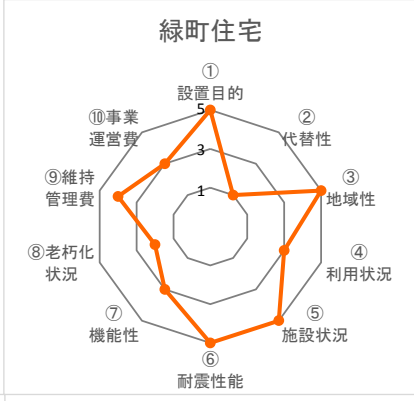 緑町住宅
①
設置目的
②
代替性
③
地域性
④
利用状況
⑤
施設状況
⑥
耐震性能
⑦
機能性
⑧老朽化
状況
⑨維持
管理費
⑩事業
運営費
5
3
1